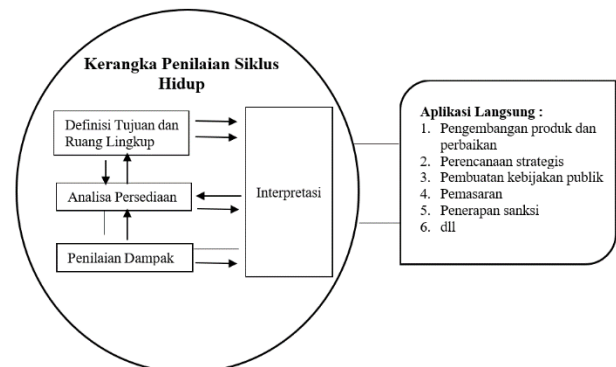 Kerangka Penilaian Siklus
Hidup
Definisi Tujuan dan
Ruang Lingkup
Analisa Persediaan
Penilaian Dampak
Interpretasi
Aplikasi Langsung :
1. Pengembangan produk dan
perbaikan
2. Perencanaan strategis
3. Pembuatan kebijakan publik
4. Pemasaran
5. Penerapan sanksi
6. dll